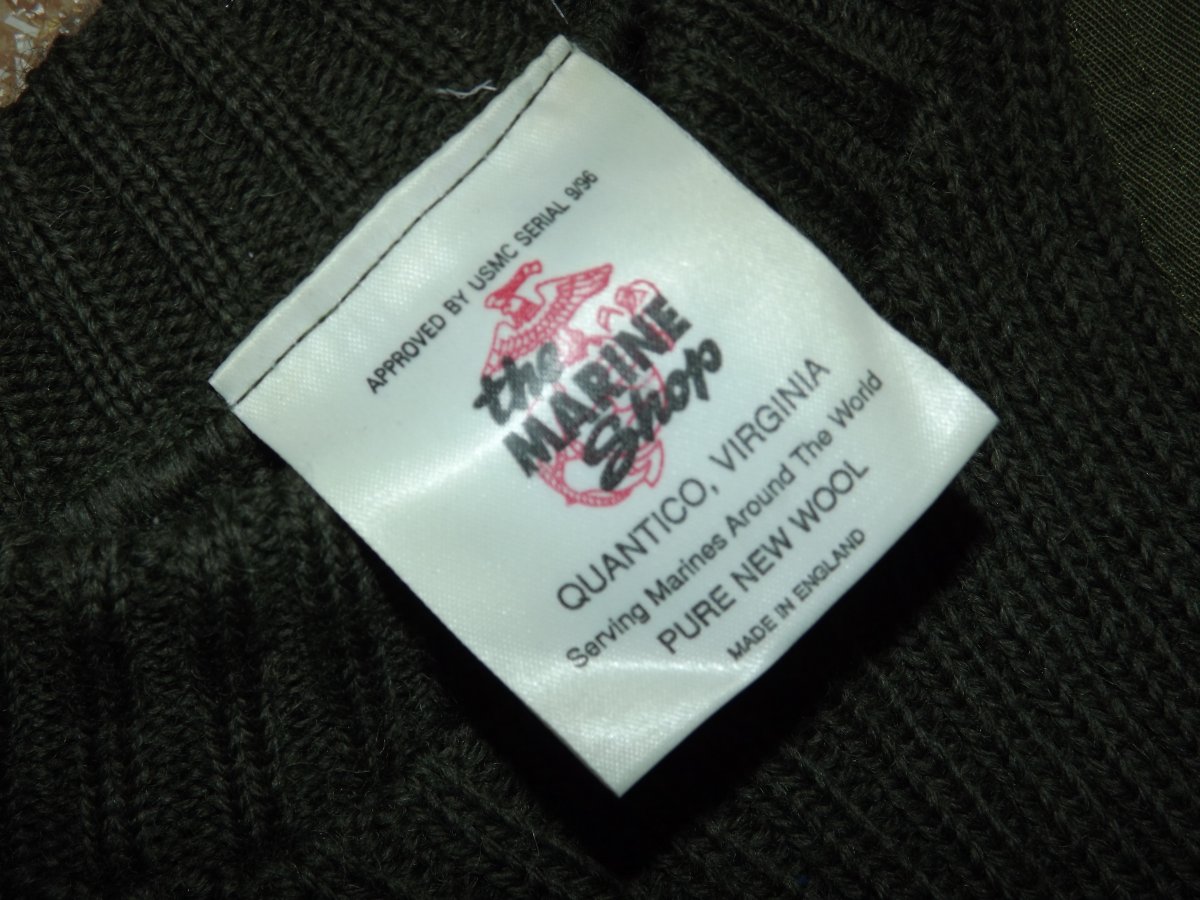 APPROVED BY USMC SERIAL 9/96
the
MARINE
Shop
QUANTICO, VIRGINIA
Serving Marines Around The World
PURE NEW WOOL
MADE IN ENGLAND